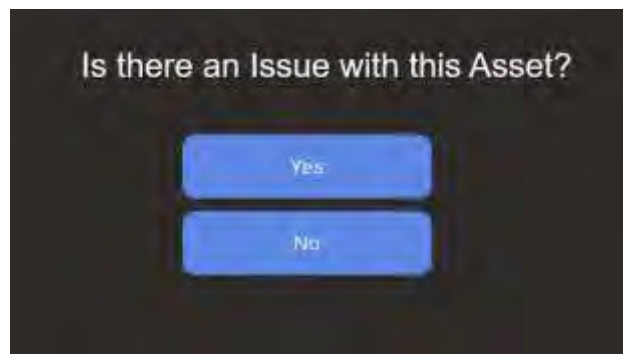 Is there an Issue with this Asset?
Yes
No